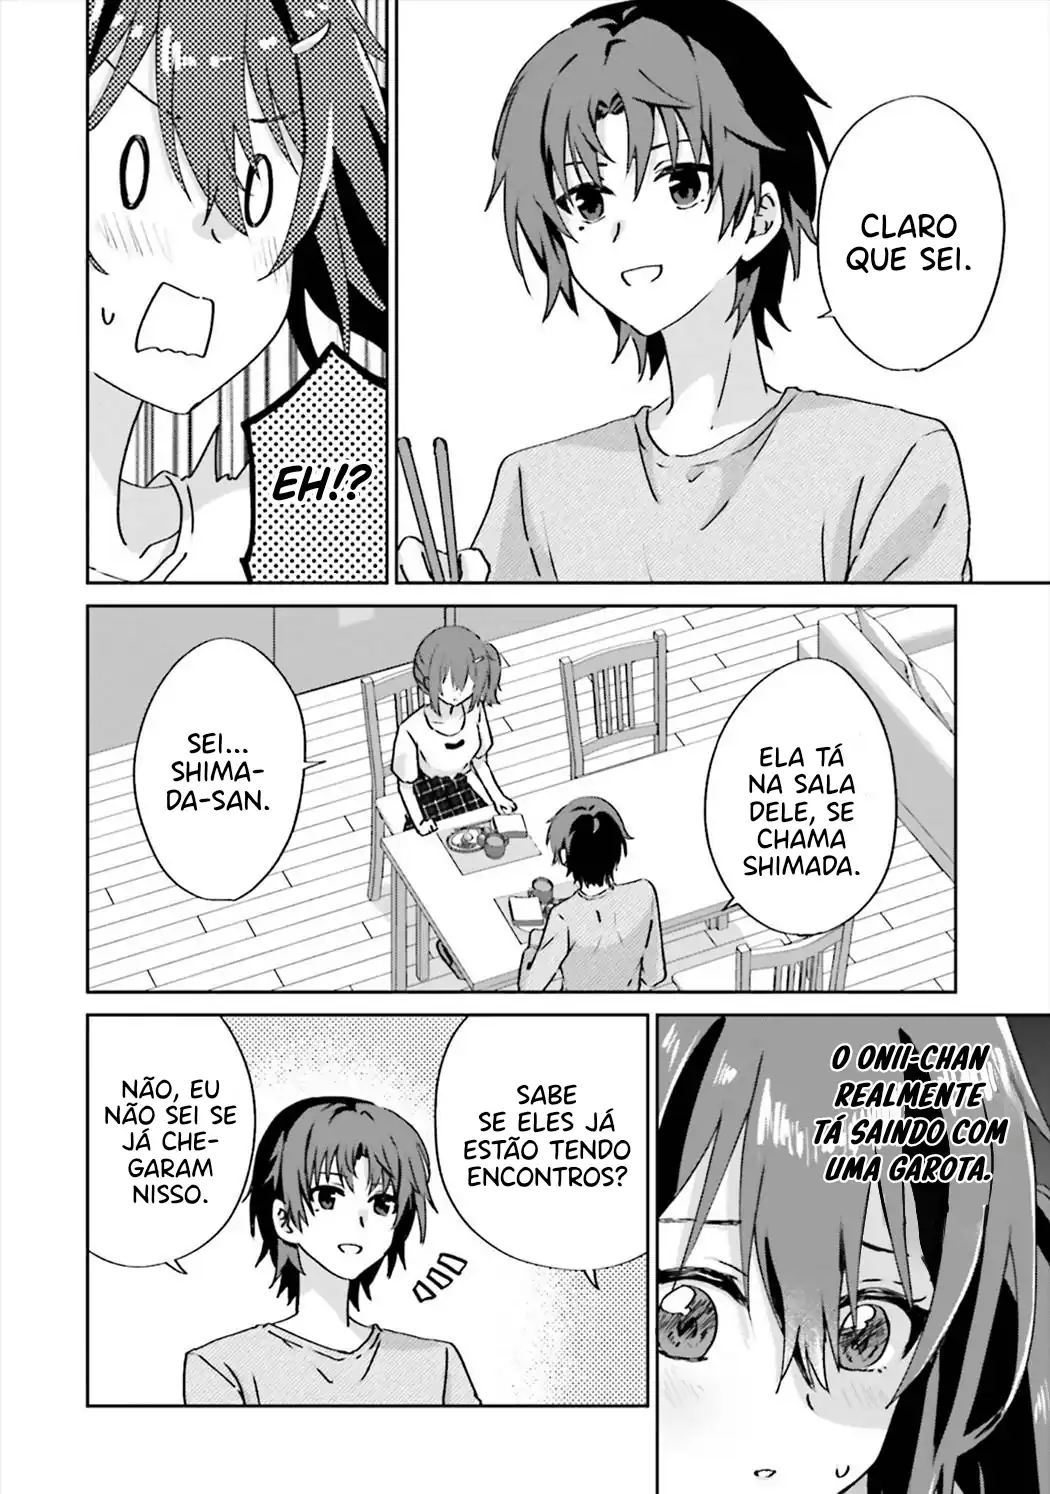 CLARO
QUE SEI.
EH!?
ELA TÁ
NA SALA
DELE, SE
CHAMA
SHIMADA.
SEI...
SHIMA-
DA-SAN.
O ONII-CHAN
REALMENTE
TÁ SAINDO COM
UMA GAROTA.
SABE
SE ELES JÁ
ESTÃO TENDO
ENCONTROS?
NÃO, EU
NÃO SEI SE
JÁ CHE-
GARAM
NISSO.